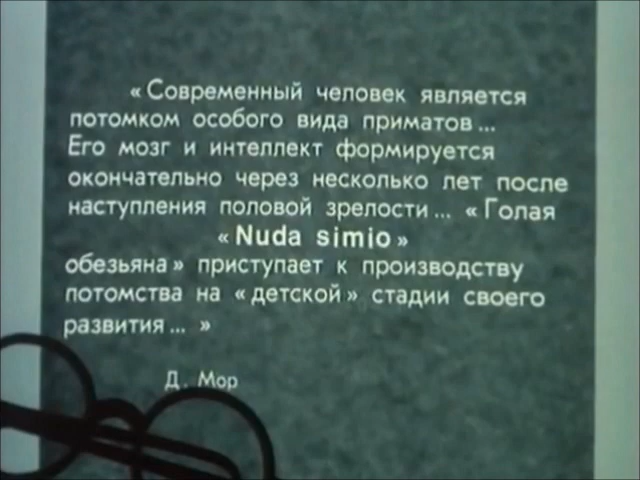 «Современный человек является
потомком особого вида приматов...
Его мозг и интеллект формируется
окончательно через несколько лет после
наступления половой зрелости... «Голая
«Nuda simio»
обезьяна» приступает к производству
потомства на «детской» стадии своего
развития... »
Д. Мор